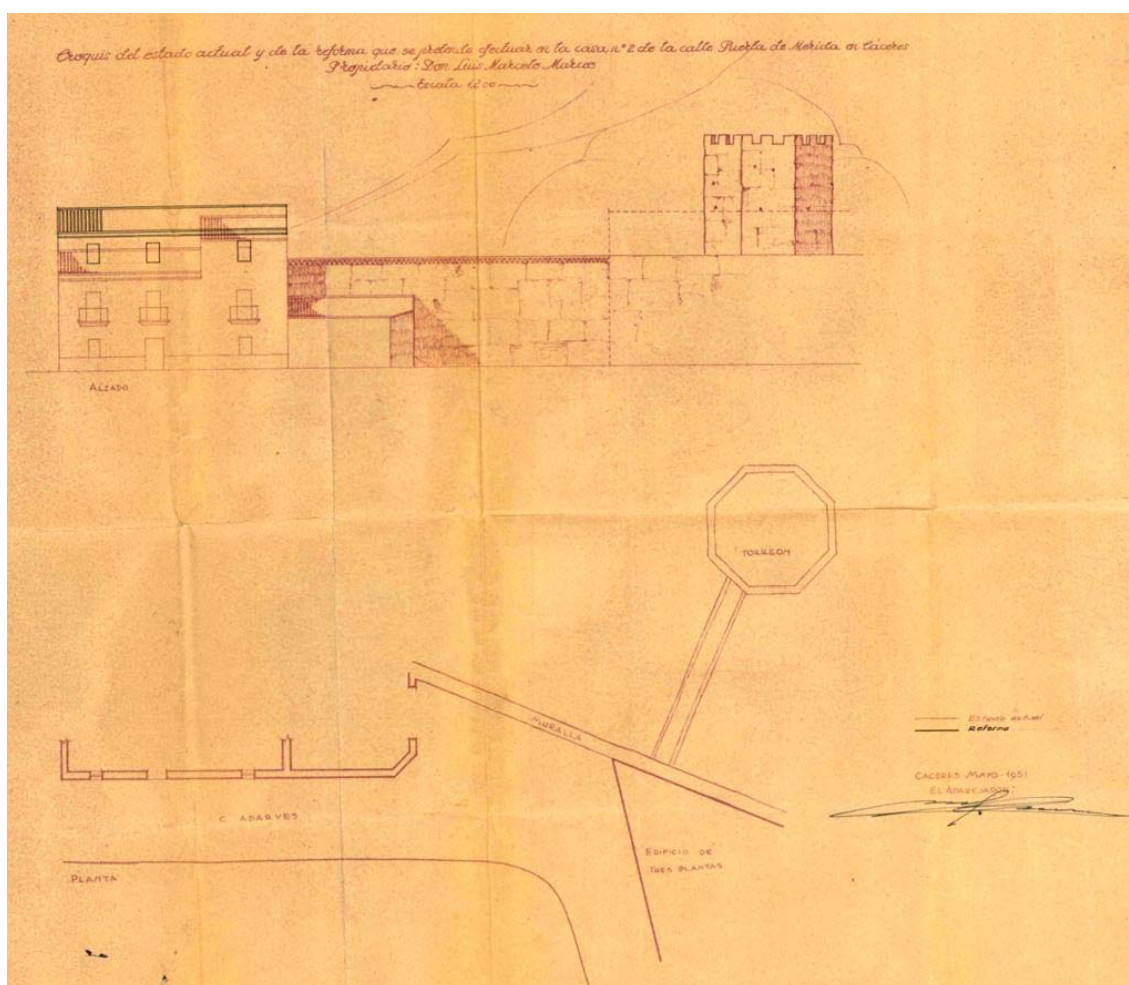 Croquis del estado actual y de la reforma que se pretende efectuar en la casa nº 2 de la calle Puerta de Merida en Cáceres
Propietario: Don Luis Marcelo Marcos
Escala 1:200
ALZADO
TORREON
MURALLA
Estado actual
Reforma
CACERES-MAYO-1951
EL APAREJADOR:
C. ADARVES
EDIFICIO DE
TRES PLANTAS
PLANTA